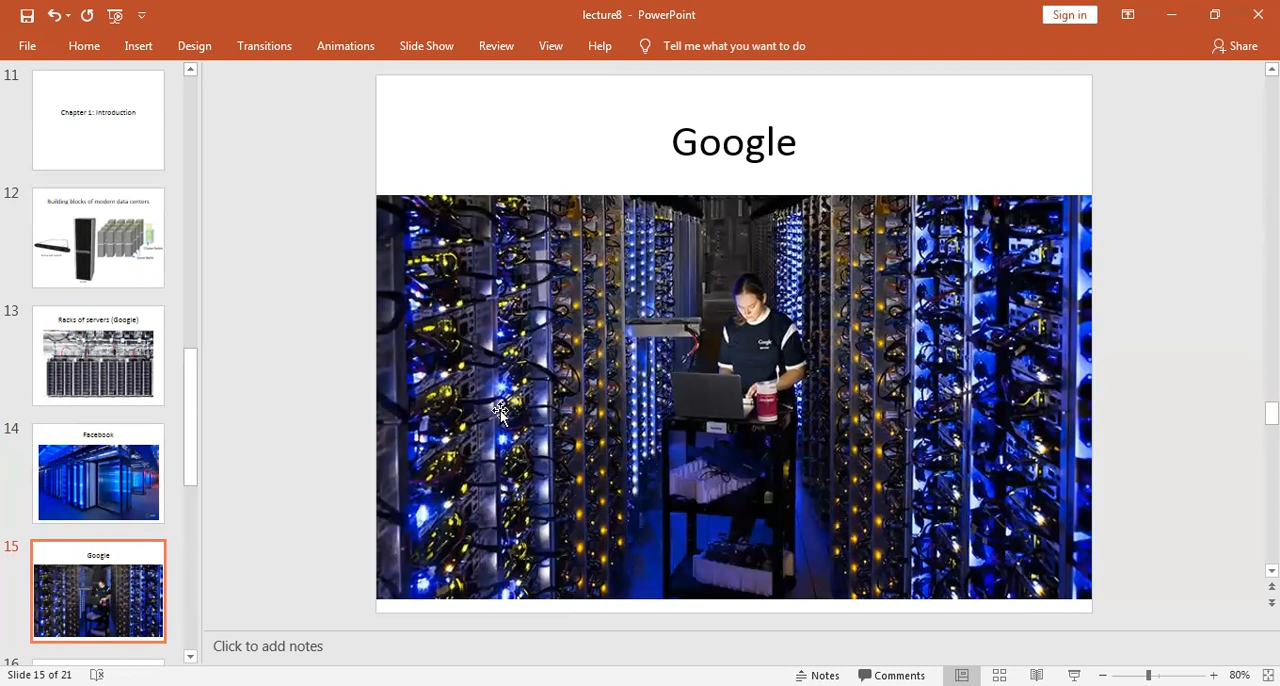 lecture8 - PowerPoint
Sign in
File Home Insert Design Transitions Animations Slide Show Review View Help Tell me what you want to do Share
11
Chapter 1: Introduction
12
Building blocks of modern data centers
13
Racks of servers (Google)
14
Facebook
15
Google
16
Google
Google
Click to add notes
Slide 15 of 21
Notes Comments
80%